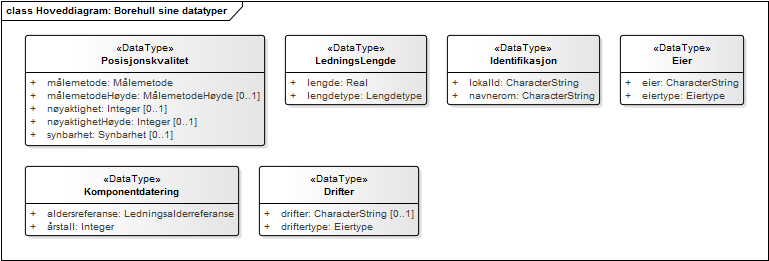 class Hoveddiagram: Borehull sine datatyper
«DataType»
Posisjonskvalitet
+ målemetode: Målemetode
+ målemetodeHøyde: MålemetodeHøyde [0..1]
+ nøyaktighet: Integer [0..1]
+ nøyaktighetHøyde: Integer [0..1]
+ synbarhet: Synbarhet [0..1]
«DataType»
LedningsLengde
+ lengde: Real
+ lengdetype: Lengdetype
«DataType»
Identifikasjon
+ lokalId: CharacterString
+ navnerom: CharacterString
«DataType»
Eier
+ eier: CharacterString
+ eiertype: Eiertype
«DataType»
Komponentdatering
+ aldersreferanse: Ledningsalderreferanse
+ årstall: Integer
«DataType»
Drifter
+ drifter: CharacterString [0..1]
+ driftertype: Eiertype